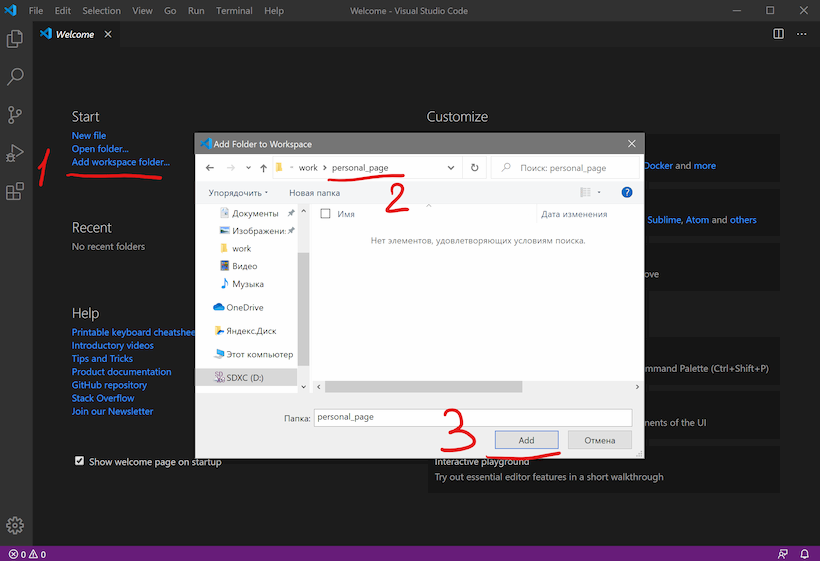 File Edit Selection View Go Run Terminal Help Welcome - Visual Studio Code
Welcome
Start
New file
Open folder...
Add workspace folder...
1
Recent
No recent folders
Help
Printable keyboard cheatshee
Introductory videos
Tips and Tricks
Product documentation
GitHub repository
Stack Overflow
Join our Newsletter
Show welcome page on startup
Customize
Docker and more
Sublime, Atom and others
ove
mmand Palette (Ctrl+Shift+P)
nents of the UI
Interactive playground
Try out essential editor features in a short walkthrough
Add Folder to Workspace
work personal_page
Поиск: personal_page
2
Упорядочить Новая папка
Документы
Изображени
work
Видео
Музыка
OneDrive
Яндекс.Диск
Этот компьютер
SDXC (D:)
Имя Дата изменения
Нет элементов, удовлетворяющих условиям поиска.
Папка: personal_page
3
Add Отмена
0 0